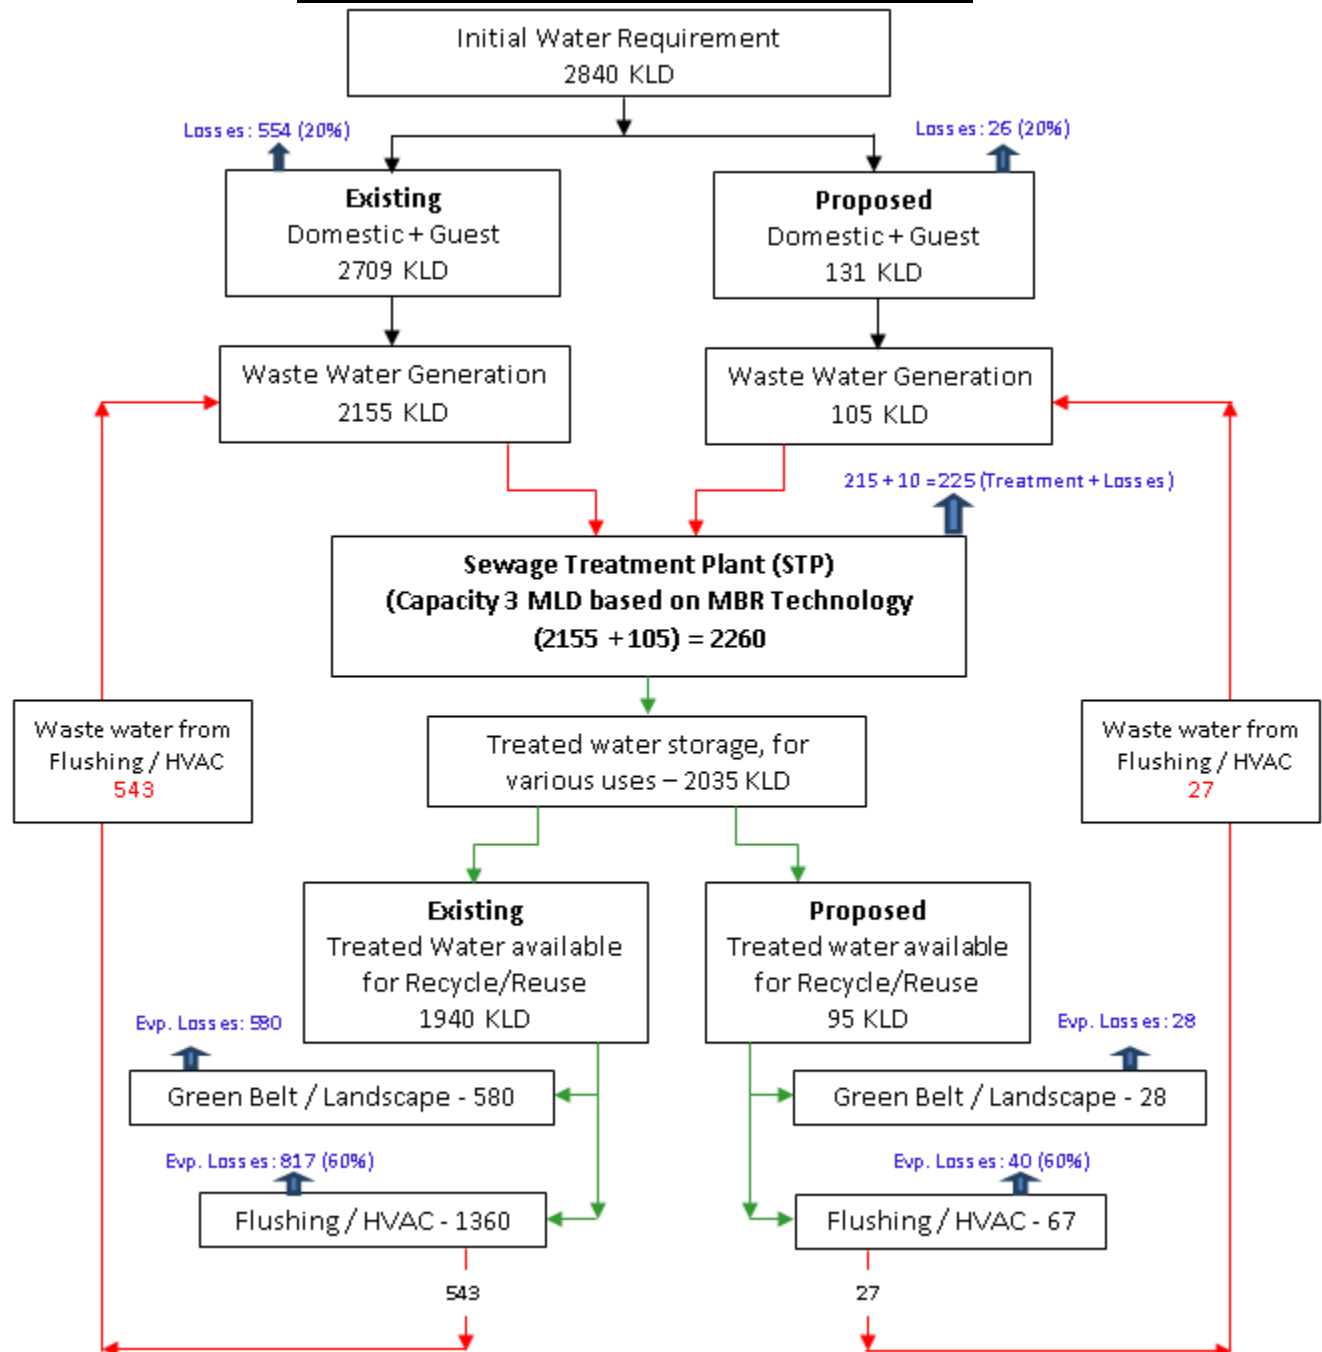 Initial Water Requirement
2840 KLD
Losses: 554 (20%)
Losses: 26 (20%)
Existing
Domestic + Guest
2709 KLD
Proposed
Domestic + Guest
131 KLD
Waste Water Generation
2155 KLD
Waste Water Generation
105 KLD
215 + 10 = 225 (Treatment + Losses)
Sewage Treatment Plant (STP)
(Capacity 3 MLD based on MBR Technology
(2155 + 105) = 2260
Waste water from
Flushing / HVAC
543
Treated water storage, for
various uses – 2035 KLD
Waste water from
Flushing / HVAC
27
Existing
Treated Water available
for Recycle/Reuse
1940 KLD
Proposed
Treated water available
for Recycle/Reuse
95 KLD
Evp. Losses: 580
Evp. Losses: 28
Green Belt / Landscape - 580
Green Belt / Landscape - 28
Evp. Losses: 817 (60%)
Evp. Losses: 40 (60%)
Flushing / HVAC - 1360
Flushing / HVAC - 67
543
27